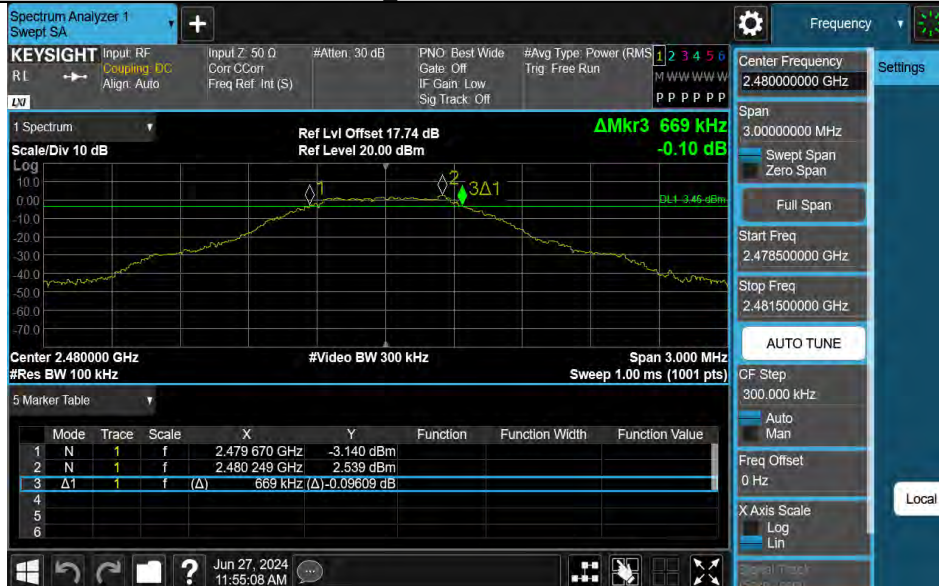 Spectrum Analyzer 1
Swept SA
+
Frequency
KEYSIGHT Input: RF Input Z: 50 Ω #Atten: 30 dB PNO: Best Wide #Avg Type: Power (RMS 1 2 3 4 5 6
RL Coupling: DC Corr CCorr Gate: Off Trig: Free Run M W W W W W
Align: Auto Freq Ref: Int (S) IF Gain: Low P P P P P P
LXI Sig Track: Off
Center Frequency Settings
2.480000000 GHz
1 Spectrum Ref Lvl Offset 17.74 dB ΔMkr3 669 kHz
Scale/Div 10 dB Ref Level 20.00 dBm -0.10 dB
Span
3.00000000 MHz
Swept Span
Zero Span
Log
10.0
0.00
-20.0
-30.0
-40.0
-50.0
-60.0
-70.0
1
2
3Δ1
DL1 -3.46 dBm
Full Span
Start Freq
2.478500000 GHz
Stop Freq
2.481500000 GHz
AUTO TUNE
Center 2.480000 GHz #Video BW 300 kHz Span 3.000 MHz
#Res BW 100 kHz Sweep 1.00 ms (1001 pts)
CF Step
300.000 kHz
Auto
Man
5 Marker Table
Mode Trace Scale X Y Function Function Width Function Value
1 N 1 f 2.479 670 GHz -3.140 dBm
2 N 1 f 2.480 249 GHz 2.539 dBm
3 Δ1 1 f (Δ) 669 kHz (Δ) -0.09609 dB
4
5
6
Freq Offset
0 Hz
Local
X Axis Scale
Log
Lin
Signal Track
?
Jun 27, 2024
11:55:08 AM